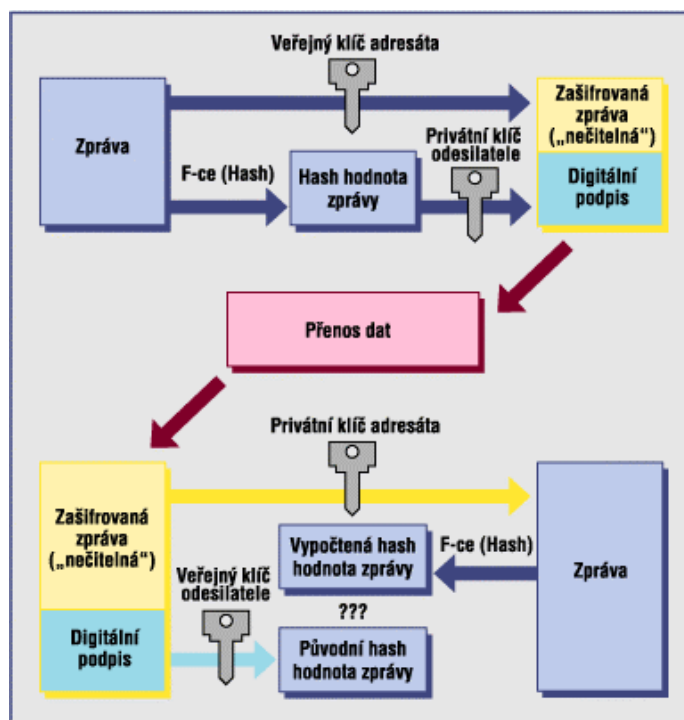 Veřejný klíč adresáta
Zpráva
F-ce (Hash)
Hash hodnota
zprávy
Privátní klíč
odesilatele
Zašifrovaná
zpráva
(„nečitelná“)
Digitální
podpis
Přenos dat
Privátní klíč adresáta
Zašifrovaná
zpráva
(„nečitelná“)
Digitální
podpis
Veřejný klíč
odesilatele
Vypočtená hash
hodnota zprávy
???
Původní hash
hodnota zprávy
F-ce (Hash)
Zpráva